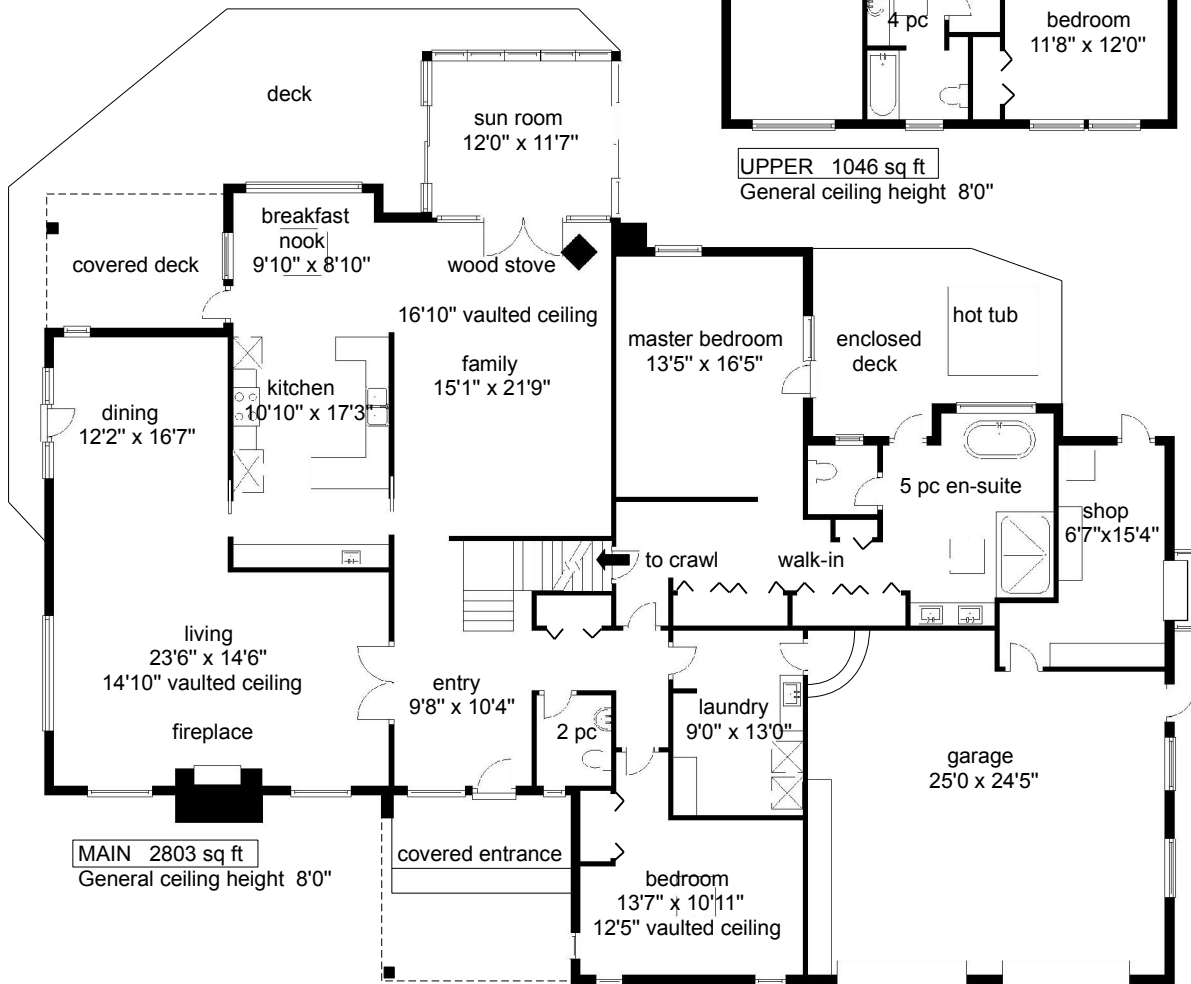 4 pc
bedroom
11'8" x 12'0"
UPPER 1046 sq ft
General ceiling height 8'0"
deck
sun room
12'0" x 11'7"
breakfast
nook
9'10" x 8'10"
covered deck
wood stove
16'10" vaulted ceiling
family
15'1" x 21'9"
master bedroom
13'5" x 16'5"
enclosed
deck
hot tub
kitchen
10'10" x 17'3"
dining
12'2" x 16'7"
5 pc en-suite
shop
6'7"x15'4"
to crawl
walk-in
living
23'6" x 14'6"
14'10" vaulted ceiling
fireplace
entry
9'8" x 10'4"
2 pc
laundry
9'0" x 13'0"
garage
25'0 x 24'5"
MAIN 2803 sq ft
General ceiling height 8'0"
covered entrance
bedroom
13'7" x 10'11"
12'5" vaulted ceiling